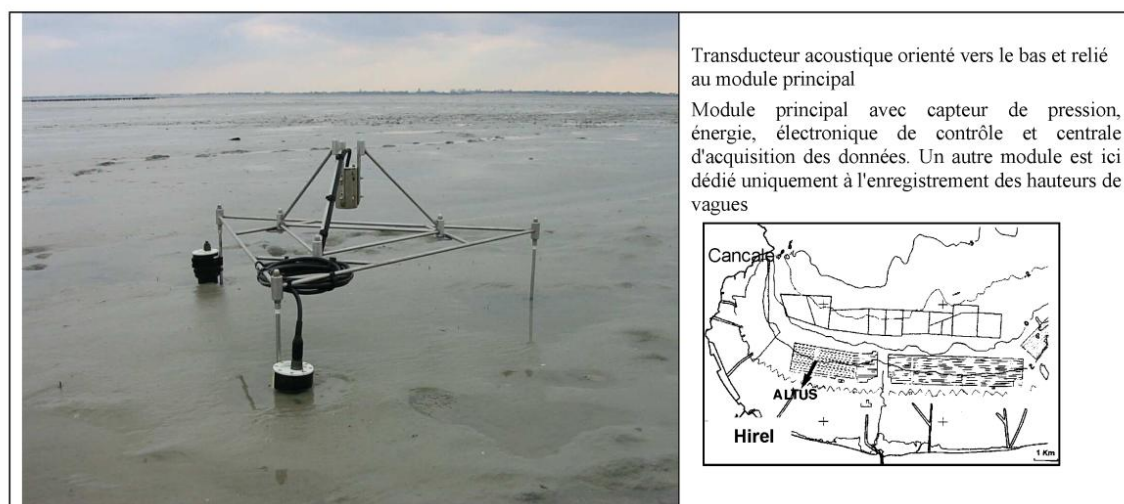 Transducteur acoustique orienté vers le bas et relié
au module principal
Module principal avec capteur de pression,
énergie, électronique de contrôle et centrale
d'acquisition des données. Un autre module est ici
dédié uniquement à l'enregistrement des hauteurs de
vagues
Cancale
ALTUS
Hirel
1 Km